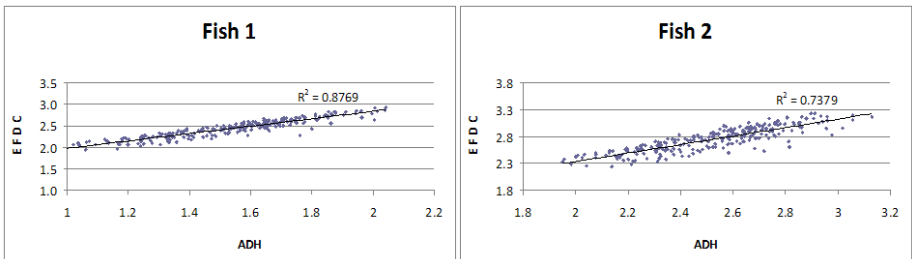 Fish 1
R² = 0.8769
3.5
3.0
2.5
2.0
1.5
1.0
E F D C
1 1.2 1.4 1.6 1.8 2 2.2
ADH
Fish 2
R² = 0.7379
3.8
3.3
2.8
2.3
1.8
E F D C
1.8 2 2.2 2.4 2.6 2.8 3 3.2
ADH